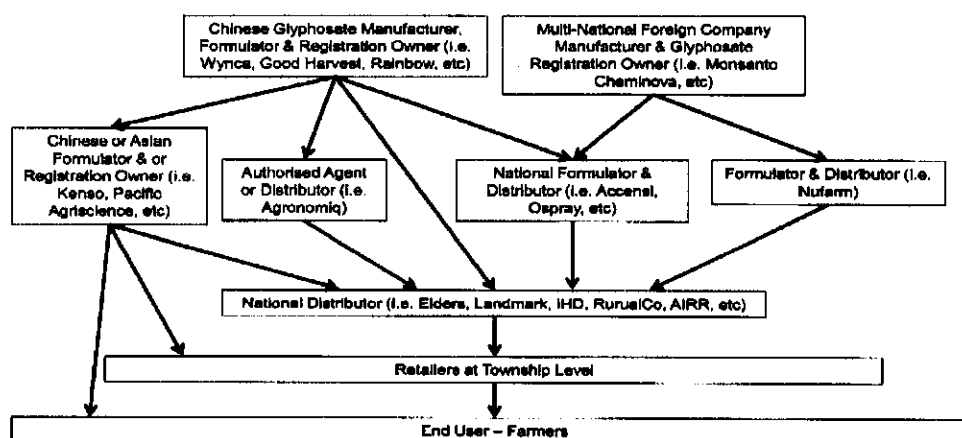 Chinese Glyphosate Manufacturer,
Formulator & Registration Owner (i.e.
Wynca, Good Harvest, Rainbow, etc)
Multi-National Foreign Company
Manufacturer & Glyphosate
Registration Owner (i.e. Monsanto
Cheminova, etc)
Chinese or Asian
Formulator & or
Registration Owner (i.e.
Kenso, Pacific
Agriscience, etc)
Authorised Agent
or Distributor (i.e.
Agronomiq)
National Formulator &
Distributor (i.e. Accensi,
Ospray, etc)
Formulator & Distributor (i.e.
Nufarm)
National Distributor (i.e. Elders, Landmark, IHD, RurualCo, AIRR, etc)
Retailers at Township Level
End User – Farmers